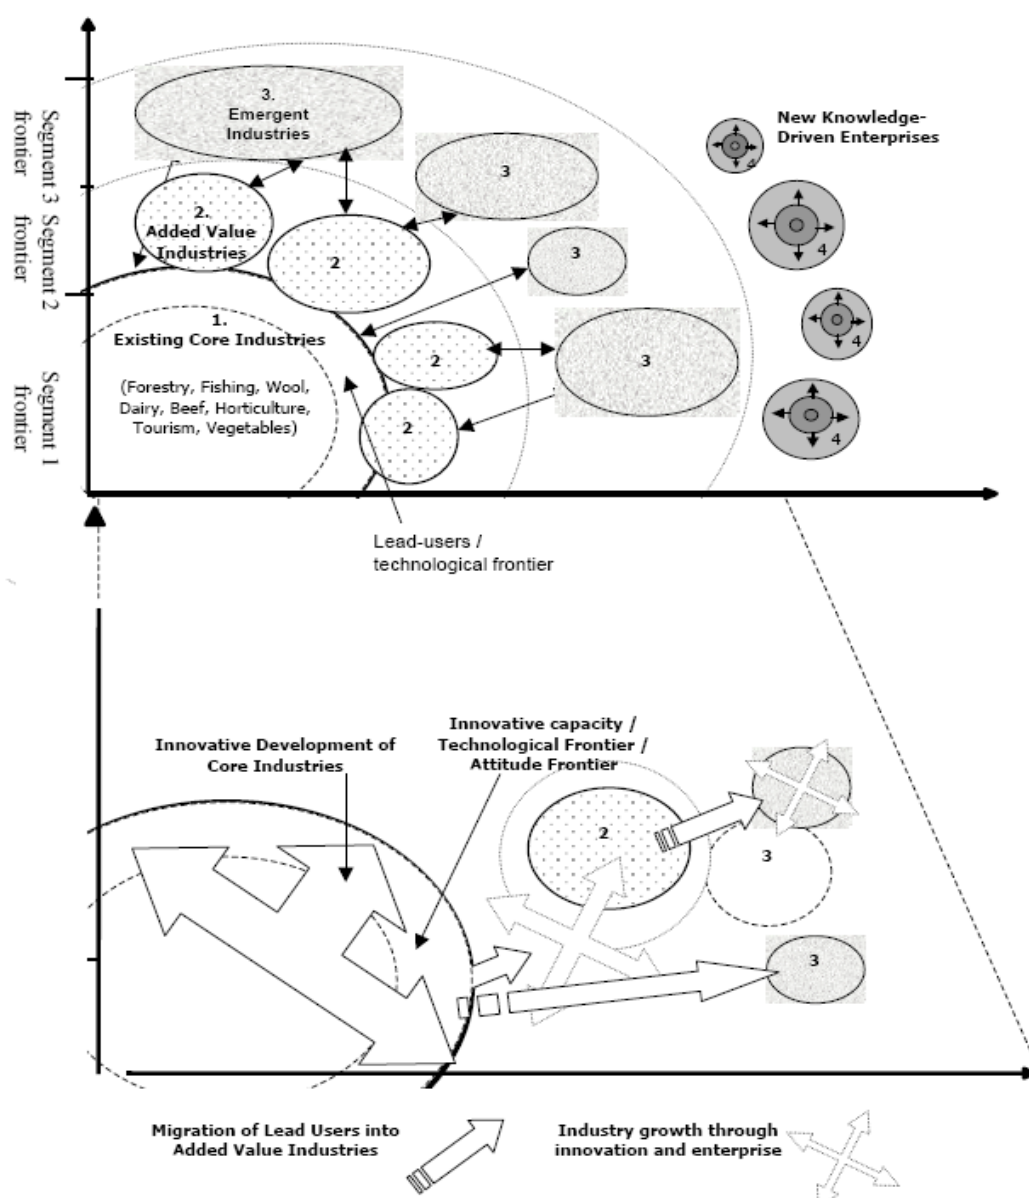 3.
Emergent
Industries
New Knowledge-
Driven Enterprises
3
4
2.
Added Value
Industries
2
3
4
1.
Existing Core Industries
2
3
4
(Forestry, Fishing, Wool,
Dairy, Beef, Horticulture,
Tourism, Vegetables)
2
4
Segment 3
frontier
Segment 2
frontier
Segment 1
frontier
Lead-users /
technological frontier
Innovative Development of
Core Industries
Innovative capacity /
Technological Frontier /
Attitude Frontier
2
3
3
Migration of Lead Users into
Added Value Industries
Industry growth through
innovation and enterprise